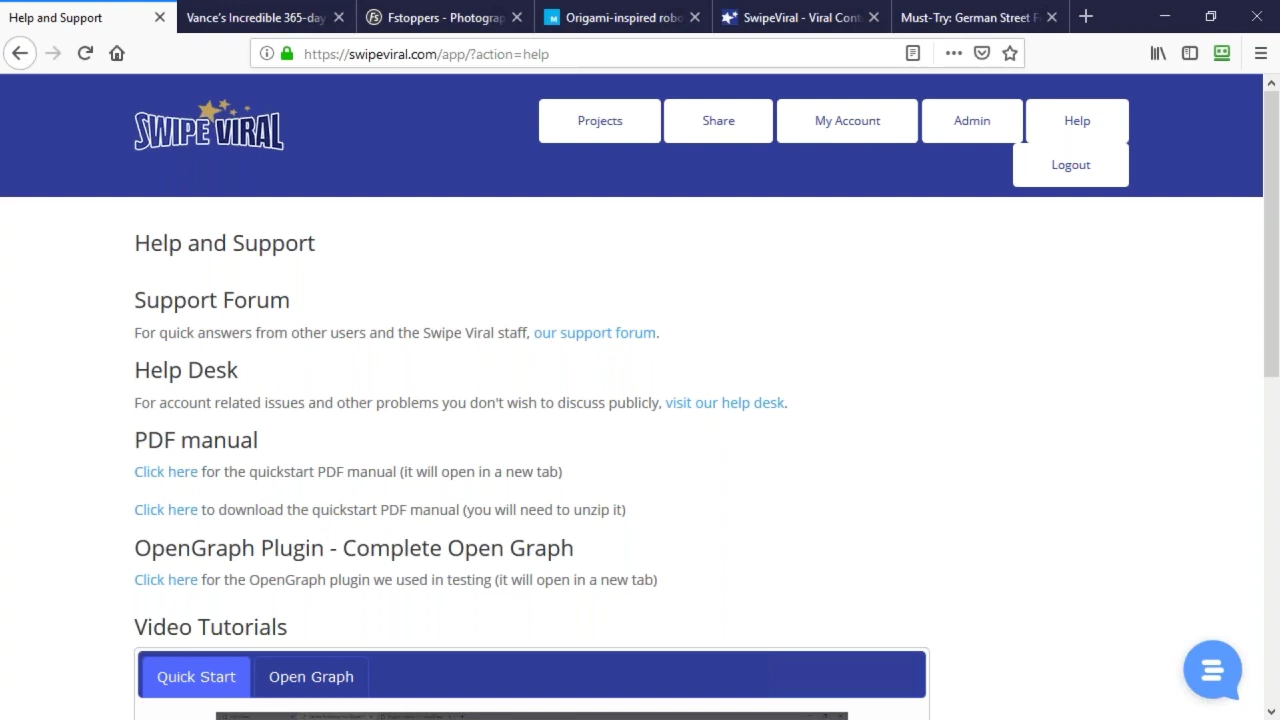 Help and Support
Vance's Incredible 365-day
Fstoppers - Photograp
Origami-inspired robo
SwipeViral - Viral Cont
Must-Try: German Street F
https://swipeviral.com/app/?action=help
SWIPE VIRAL
Projects
Share
My Account
Admin
Help
Logout
Help and Support
Support Forum
For quick answers from other users and the Swipe Viral staff, our support forum.
Help Desk
For account related issues and other problems you don't wish to discuss publicly, visit our help desk.
PDF manual
Click here for the quickstart PDF manual (it will open in a new tab)
Click here to download the quickstart PDF manual (you will need to unzip it)
OpenGraph Plugin - Complete Open Graph
Click here for the OpenGraph plugin we used in testing (it will open in a new tab)
Video Tutorials
Quick Start
Open Graph